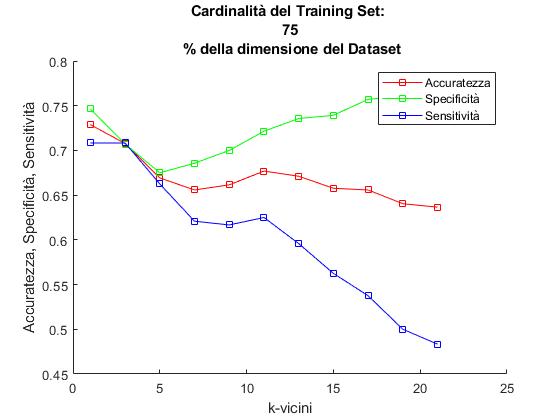 Cardinalità del Training Set:
75
% della dimensione del Dataset
Accuratezza
Specificità
Sensitività
Accuratezza, Specificità, Sensitività
0.8
0.75
0.7
0.65
0.6
0.55
0.5
0.45
0
5
10
15
20
25
k-vicini